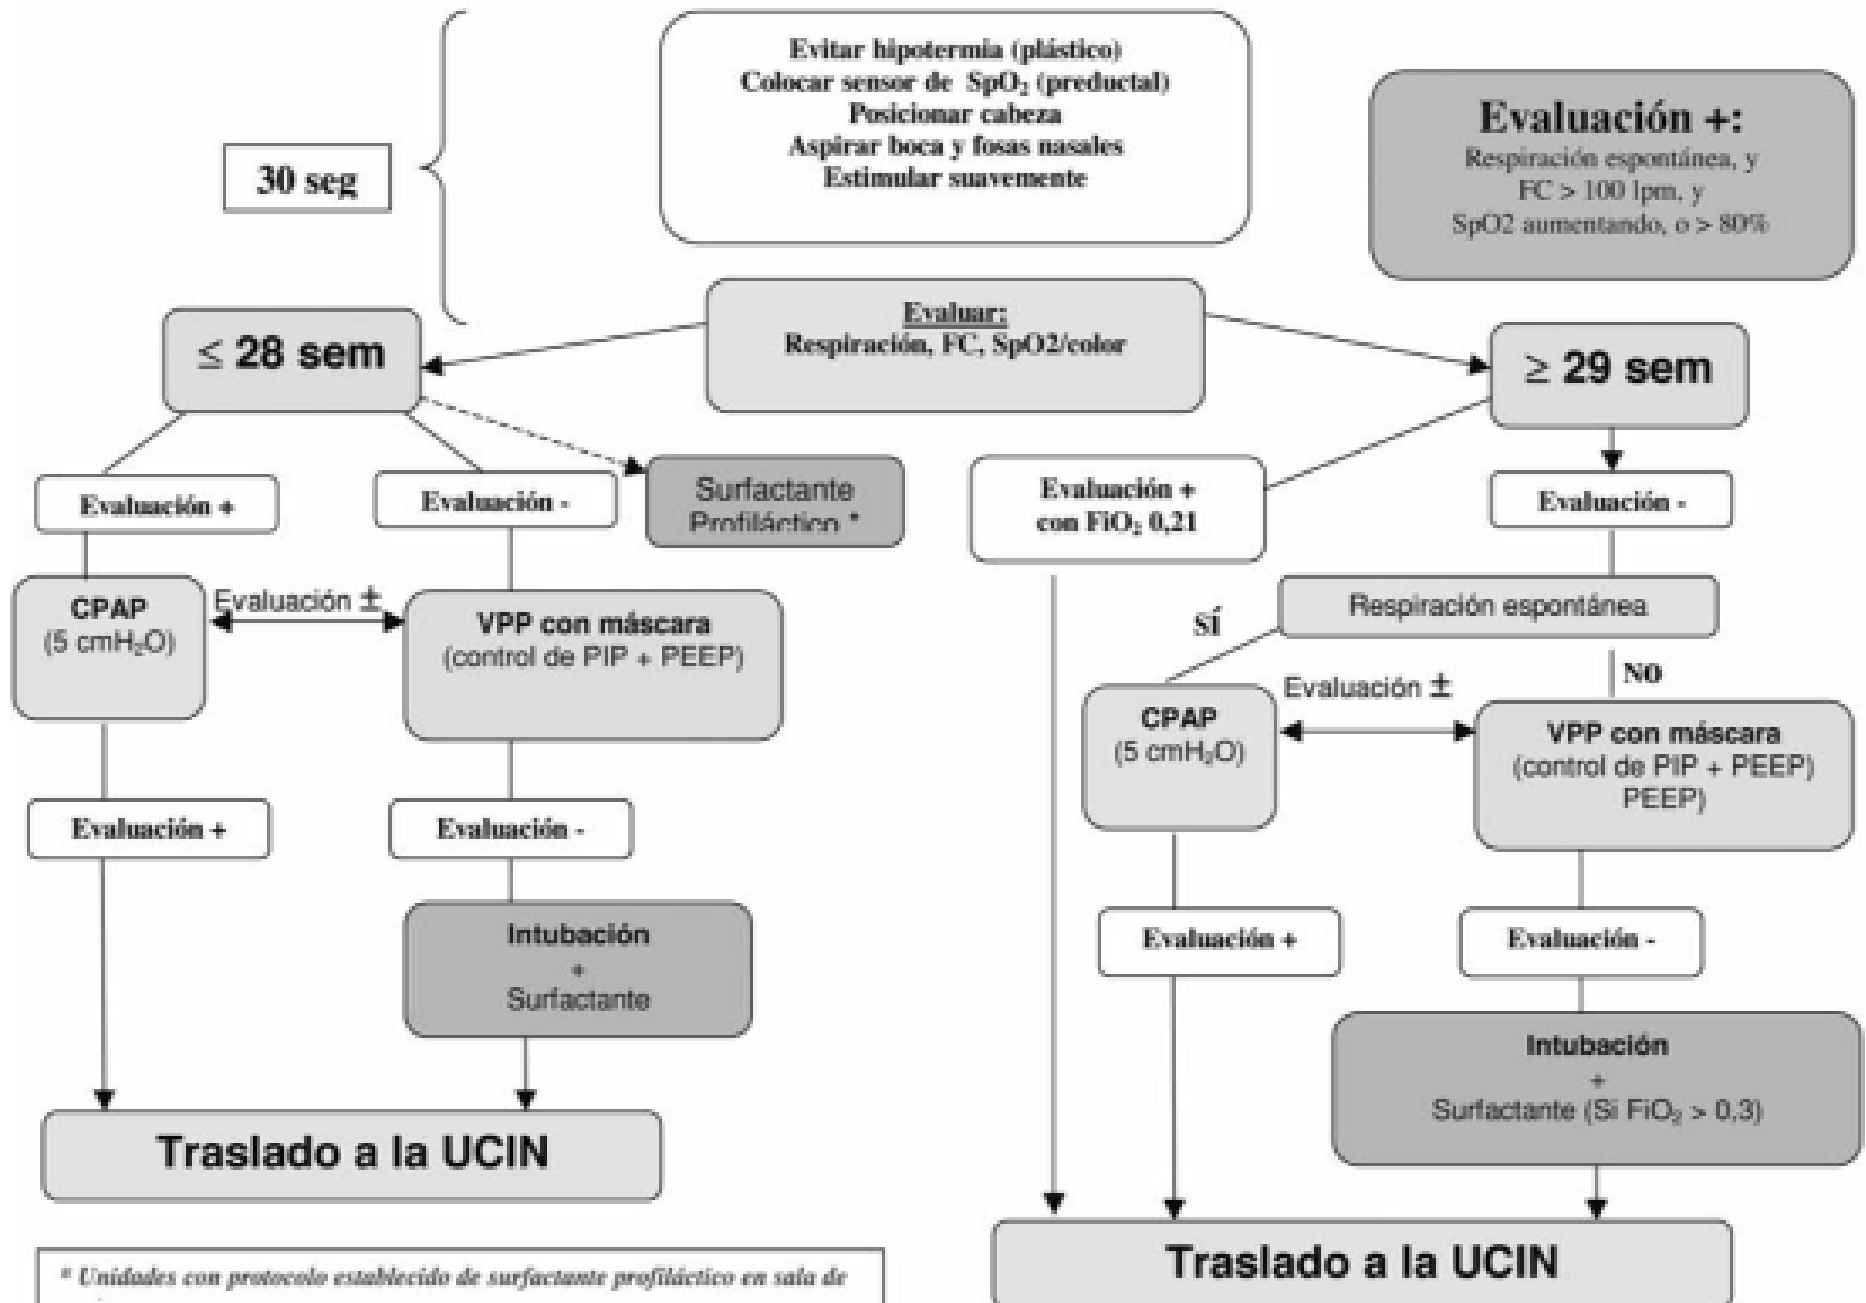 Evitar hipotermia (plástico)
Colocar sensor de SpO₂ (preductal)
Posicionar cabeza
Aspirar boca y fosas nasales
Estimular suavemente
30 seg
Evaluación +:
Respiración espontánea, y
FC > 100 lpm, y
SpO2 aumentando, o > 80%
Evaluar:
Respiración, FC, SpO2/color
≤ 28 sem
≥ 29 sem
Evaluación +
Evaluación -
Surfactante
Profiláctico *
Evaluación +
con FiO₂ 0,21
Evaluación -
CPAP
(5 cmH₂O)
Evaluación ±
VPP con máscara
(control de PIP + PEEP)
Respiración espontánea
SÍ
NO
CPAP
(5 cmH₂O)
Evaluación ±
VPP con máscara
(control de PIP + PEEP)
PEEP)
Evaluación +
Evaluación -
Evaluación +
Evaluación -
Intubación
+
Surfactante
Intubación
+
Surfactante (Si FiO₂ > 0,3)
Traslado a la UCIN
Traslado a la UCIN
* Unidades con protocolo establecido de surfactante profiláctico en sala de